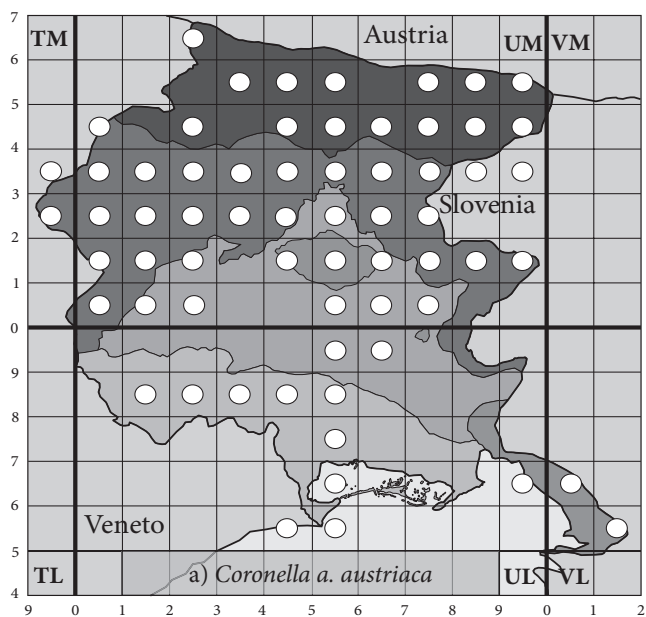 7
TM Austria UM VM
6
5
4
3
Slovenia
2
1
0
9
8
7
6
Veneto
5
TL a) Coronella a. austriaca UL VL
4
9 0 1 2 3 4 5 6 7 8 9 0 1 2